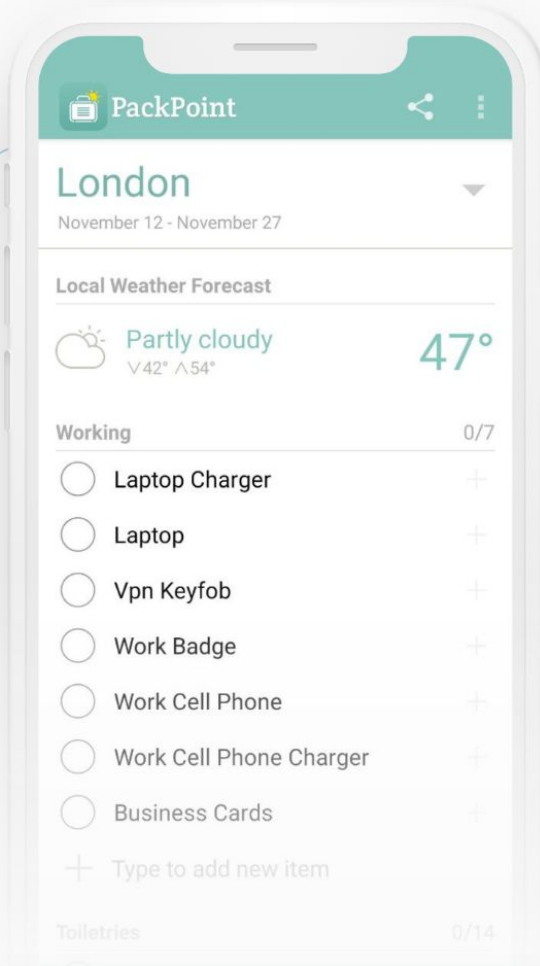 PackPoint
London
November 12 - November 27
Local Weather Forecast
Partly cloudy
47°
42° 54°
Working 0/7
Laptop Charger
Laptop
Vpn Keyfob
Work Badge
Work Cell Phone
Work Cell Phone Charger
Business Cards
Type to add new item
Toiletries 0/14